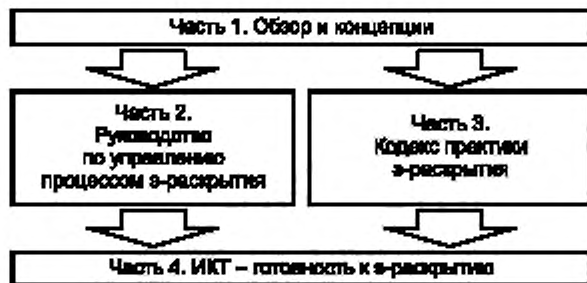 Часть 1. Обзор и концепции
Часть 2.
Руководство
по управлению
процессом э-раскрытия
Часть 3.
Кодекс практики
э-раскрытия
Часть 4. ИКТ – готовность к э-раскрытию